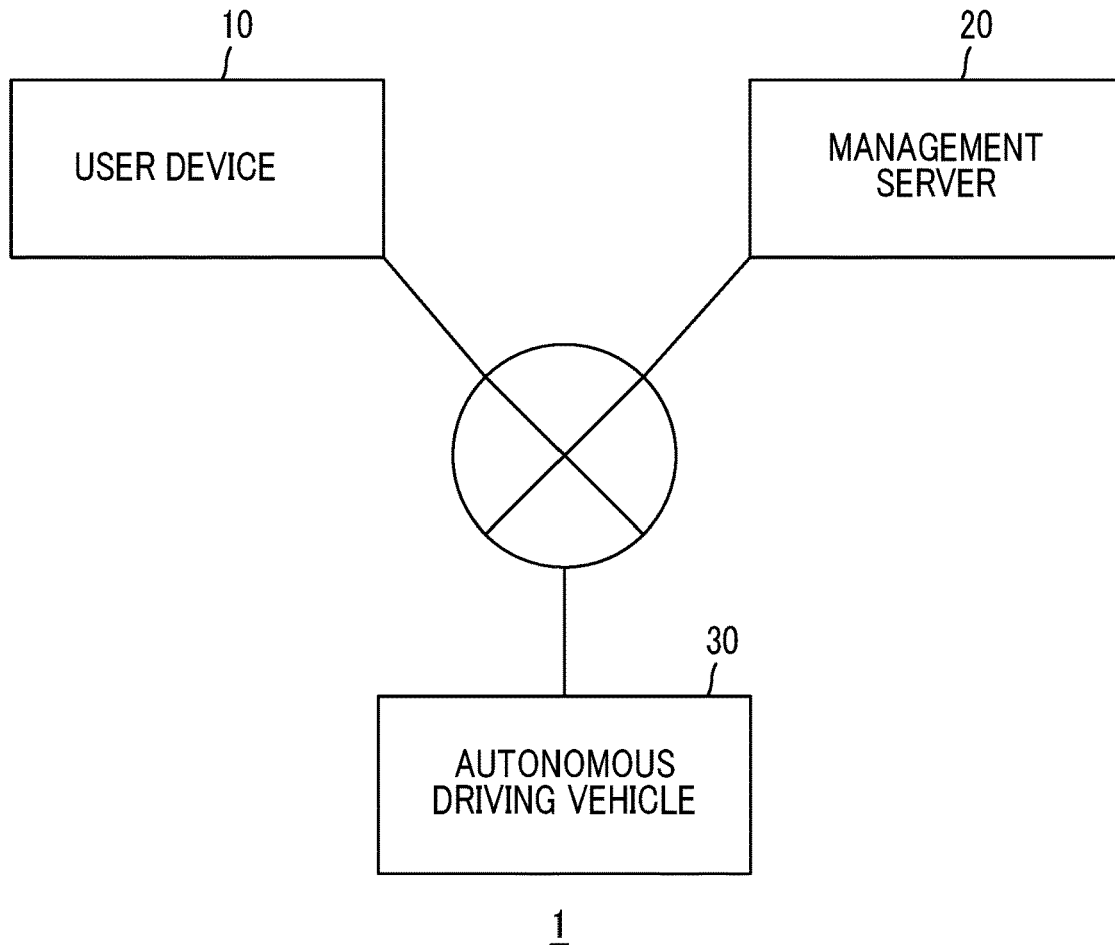 10
20
USER DEVICE
MANAGEMENT
SERVER
30
AUTONOMOUS
DRIVING VEHICLE
1